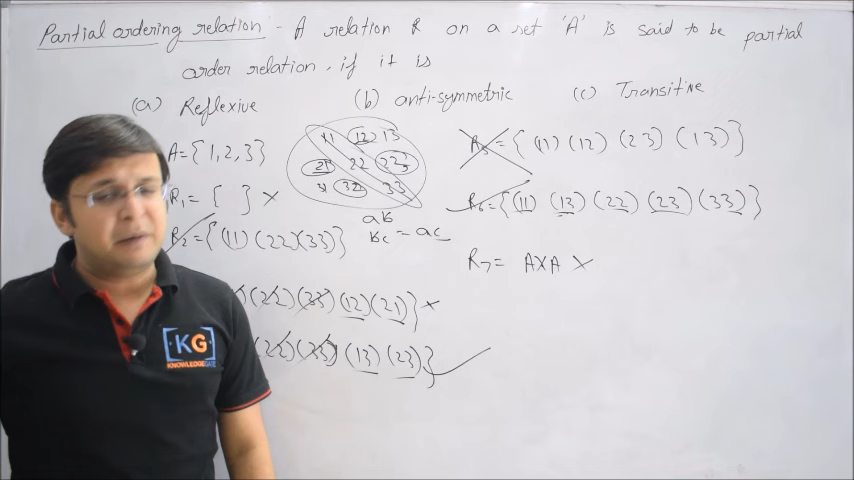 Partial ordering relation - A relation R on a set 'A' is said to be partial
order relation, if it is
(a) Reflexive (b) anti-symmetric (c) Transitive
A = {1, 2, 3}
R1 = { } ×
R2 = {(11) (22) (33)}
(22) (33) (12) (21)} ×
(22) (33) (13) (23)}
11 12 13
21 22 23
31 32 33
ab
bc = ac
R5 = {(11) (12) (23) (13)}
R6 = {(11) (13) (22) (23) (33)}
R7 = A×A ×
KG
KNOWLEDGEGATE